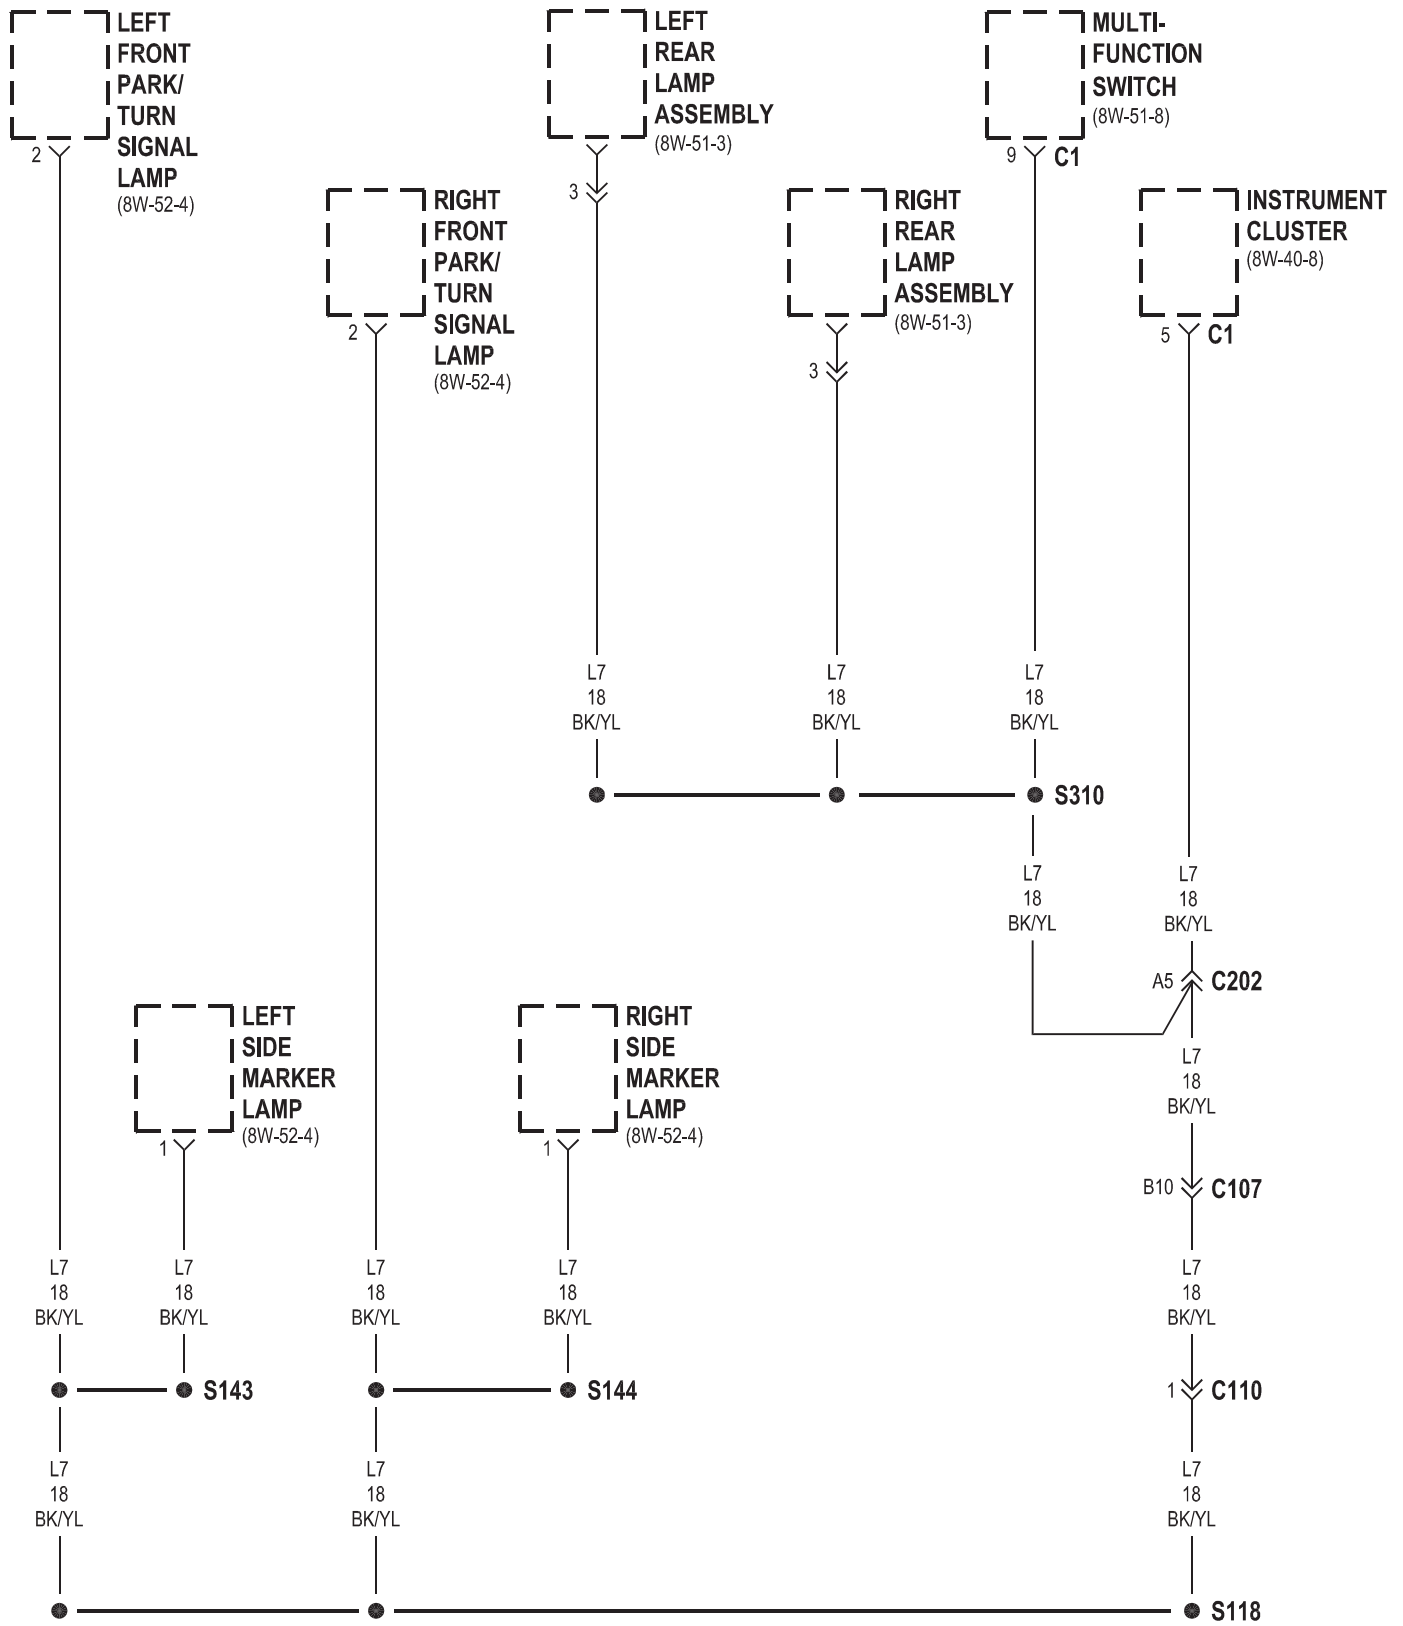 LEFT
FRONT
PARK/
TURN
SIGNAL
LAMP
(8W-52-4)
2
RIGHT
FRONT
PARK/
TURN
SIGNAL
LAMP
(8W-52-4)
2
LEFT
REAR
LAMP
ASSEMBLY
(8W-51-3)
3
RIGHT
REAR
LAMP
ASSEMBLY
(8W-51-3)
3
MULTI-
FUNCTION
SWITCH
(8W-51-8)
9 C1
INSTRUMENT
CLUSTER
(8W-40-8)
5 C1
L7
18
BK/YL
L7
18
BK/YL
L7
18
BK/YL
S310
L7
18
BK/YL
L7
18
BK/YL
A5 C202
L7
18
BK/YL
B10 C107
LEFT
SIDE
MARKER
LAMP
(8W-52-4)
1
RIGHT
SIDE
MARKER
LAMP
(8W-52-4)
1
L7
18
BK/YL
L7
18
BK/YL
L7
18
BK/YL
L7
18
BK/YL
L7
18
BK/YL
S143
S144
1 C110
L7
18
BK/YL
L7
18
BK/YL
L7
18
BK/YL
S118